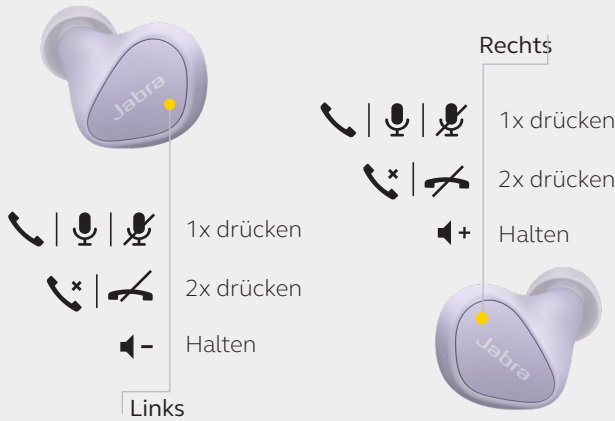 Jabra
1x drücken
2x drücken
Halten
Links
Rechts
1x drücken
2x drücken
Halten
Jabra